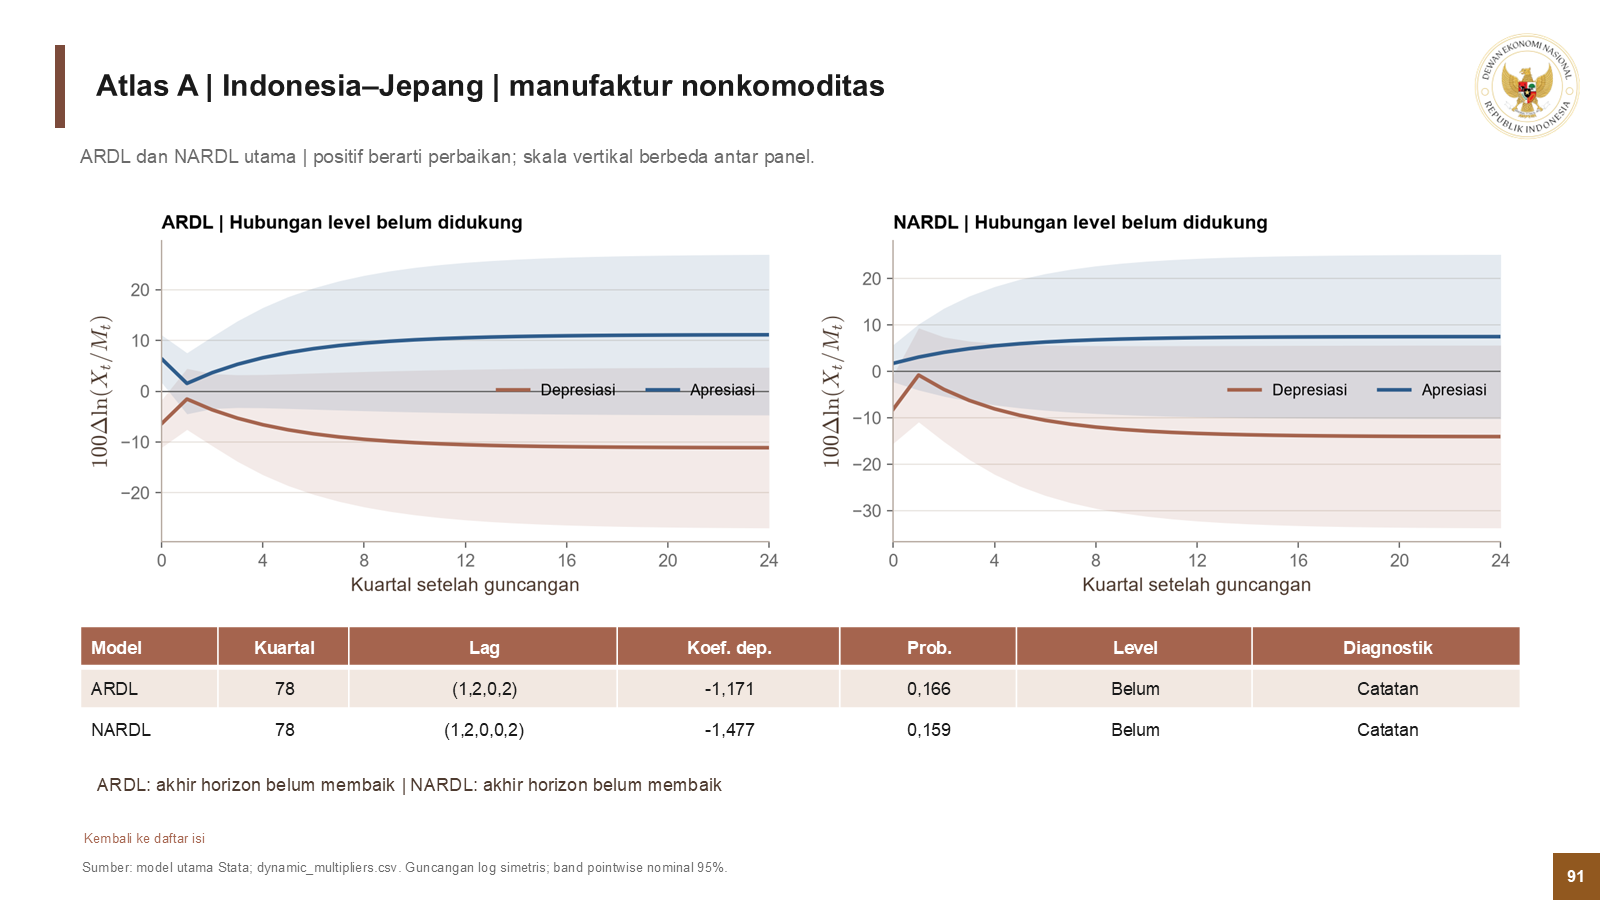 Atlas A | Indonesia–Jepang | manufaktur nonkomoditas
DEWAN EKONOMI NASIONAL
REPUBLIK INDONESIA
ARDL dan NARDL utama | positif berarti perbaikan; skala vertikal berbeda antar panel.
ARDL | Hubungan level belum didukung
100Δln(Xₜ/Mₜ)
20
10
0
−10
−20
Depresiasi
Apresiasi
0 4 8 12 16 20 24
Kuartal setelah guncangan
NARDL | Hubungan level belum didukung
100Δln(Xₜ/Mₜ)
20
10
0
−10
−20
−30
Depresiasi
Apresiasi
0 4 8 12 16 20 24
Kuartal setelah guncangan
Model Kuartal Lag Koef. dep. Prob. Level Diagnostik
ARDL 78 (1,2,0,2) -1,171 0,166 Belum Catatan
NARDL 78 (1,2,0,0,2) -1,477 0,159 Belum Catatan
ARDL: akhir horizon belum membaik | NARDL: akhir horizon belum membaik
Kembali ke daftar isi
Sumber: model utama Stata; dynamic_multipliers.csv. Guncangan log simetris; band pointwise nominal 95%.
91